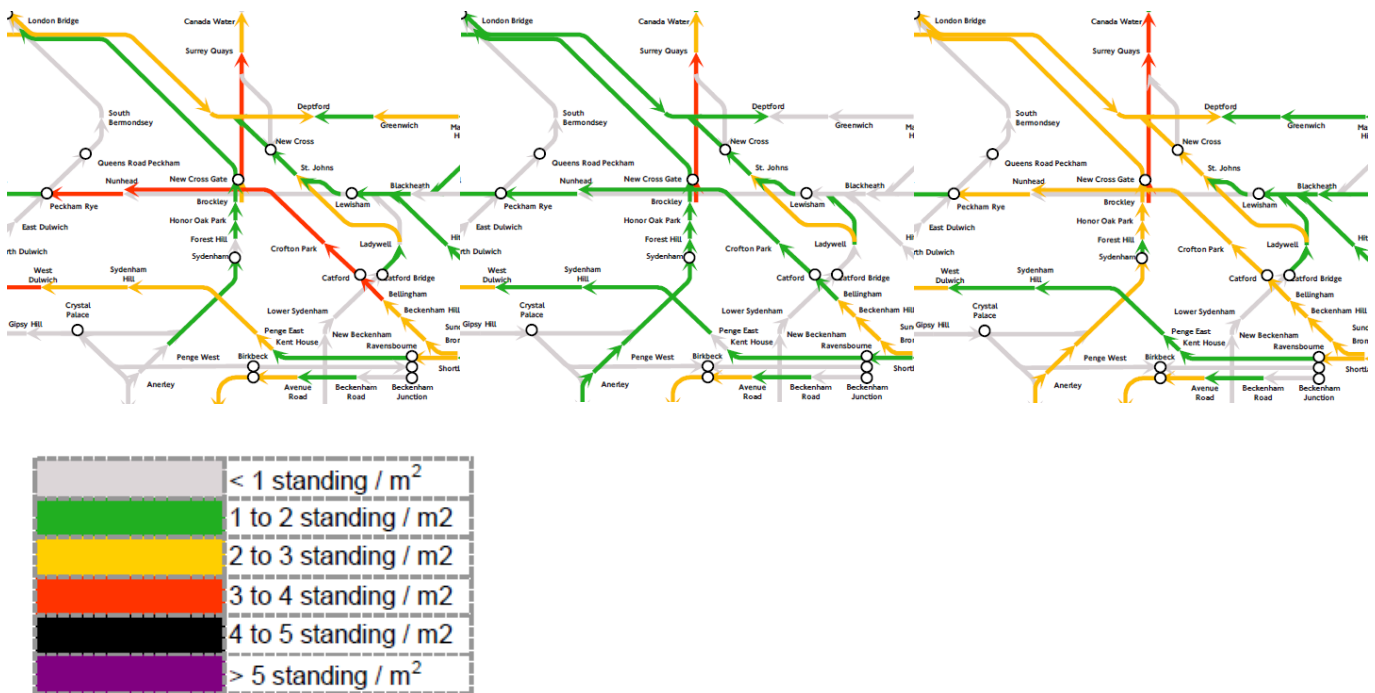 London Bridge
Canada Water
Surrey Quays
South
Bermondsey
Deptford
Greenwich
New Cross
Queens Road Peckham
St. Johns
Nunhead
New Cross Gate
Blackheath
Peckham Rye
Brockley
Lewisham
East Dulwich
Honor Oak Park
Forest Hill
Ladywell
Crofton Park
Sydenham
West
Dulwich
Sydenham
Hill
Catford
Catford Bridge
Bellingham
Crystal
Palace
Lower Sydenham
Beckenham Hill
Gipsy Hill
Penge East
Kent House
New Beckenham
Ravensbourne
Penge West
Birkbeck
Anerley
Avenue
Road
Beckenham
Road
Beckenham
Junction
London Bridge
Canada Water
Surrey Quays
South
Bermondsey
Deptford
Greenwich
New Cross
Queens Road Peckham
St. Johns
Nunhead
New Cross Gate
Blackheath
Peckham Rye
Brockley
Lewisham
East Dulwich
Honor Oak Park
Forest Hill
Ladywell
Crofton Park
Sydenham
West
Dulwich
Sydenham
Hill
Catford
Catford Bridge
Bellingham
Crystal
Palace
Lower Sydenham
Beckenham Hill
Gipsy Hill
Penge East
Kent House
New Beckenham
Ravensbourne
Penge West
Birkbeck
Anerley
Avenue
Road
Beckenham
Road
Beckenham
Junction
London Bridge
Canada Water
Surrey Quays
South
Bermondsey
Deptford
Greenwich
New Cross
Queens Road Peckham
St. Johns
Nunhead
New Cross Gate
Blackheath
Peckham Rye
Brockley
Lewisham
East Dulwich
Honor Oak Park
Forest Hill
Ladywell
Crofton Park
Sydenham
West
Dulwich
Sydenham
Hill
Catford
Catford Bridge
Bellingham
Crystal
Palace
Lower Sydenham
Beckenham Hill
Gipsy Hill
Penge East
Kent House
New Beckenham
Ravensbourne
Penge West
Birkbeck
Anerley
Avenue
Road
Beckenham
Road
Beckenham
Junction
< 1 standing / m²
1 to 2 standing / m2
2 to 3 standing / m2
3 to 4 standing / m2
4 to 5 standing / m2
> 5 standing / m²